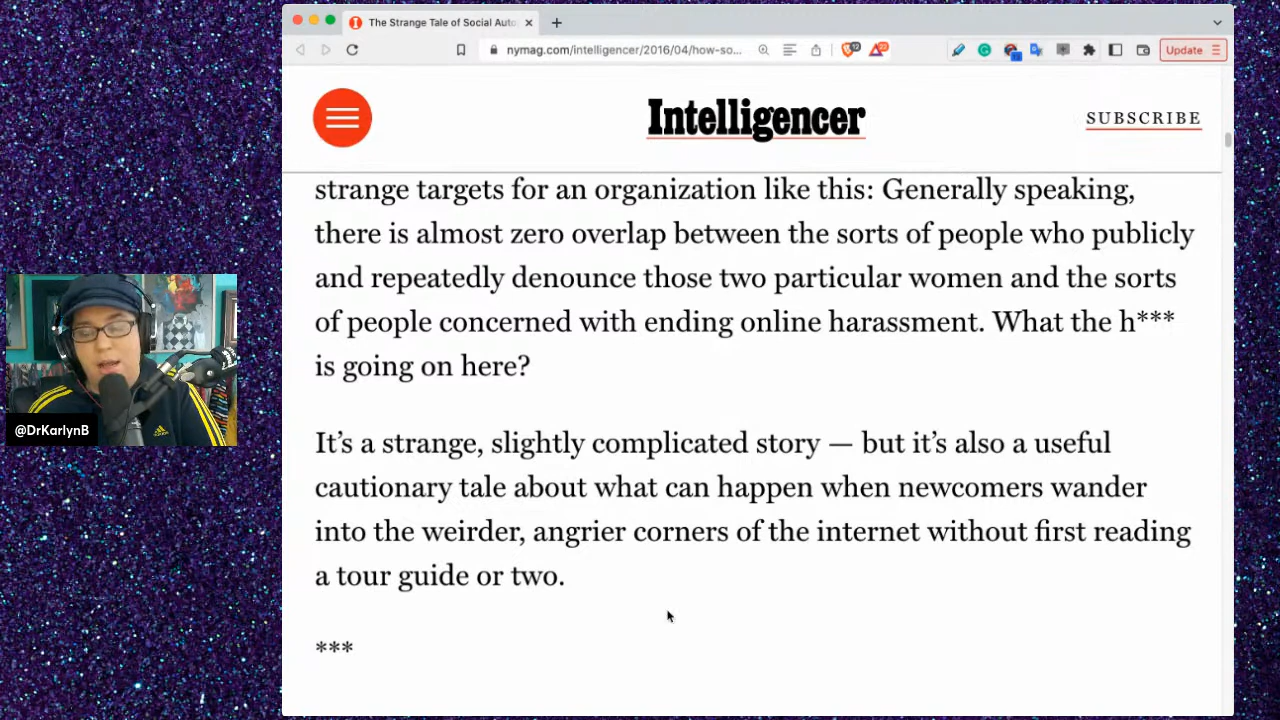 The Strange Tale of Social Auto
nymag.com/intelligencer/2016/04/how-so...
Update
Intelligencer
SUBSCRIBE
strange targets for an organization like this: Generally speaking,
there is almost zero overlap between the sorts of people who publicly
and repeatedly denounce those two particular women and the sorts
of people concerned with ending online harassment. What the h***
is going on here?
It's a strange, slightly complicated story — but it's also a useful
cautionary tale about what can happen when newcomers wander
into the weirder, angrier corners of the internet without first reading
a tour guide or two.
***
@DrKarlynB